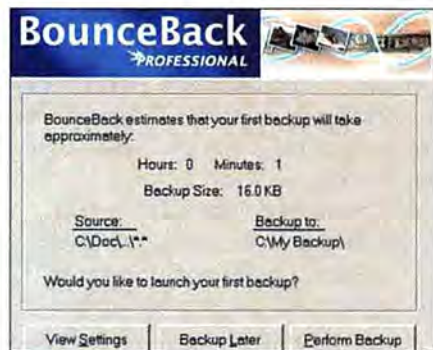 BounceBack
PROFESSIONAL
BounceBack estimates that your first backup will take
approximately:
Hours: 0 Minutes: 1
Backup Size: 16.0 KB
Source: Backup to:
C:\Doc\..\*.* C:\My Backup\
Would you like to launch your first backup?
View Settings Backup Later Perform Backup